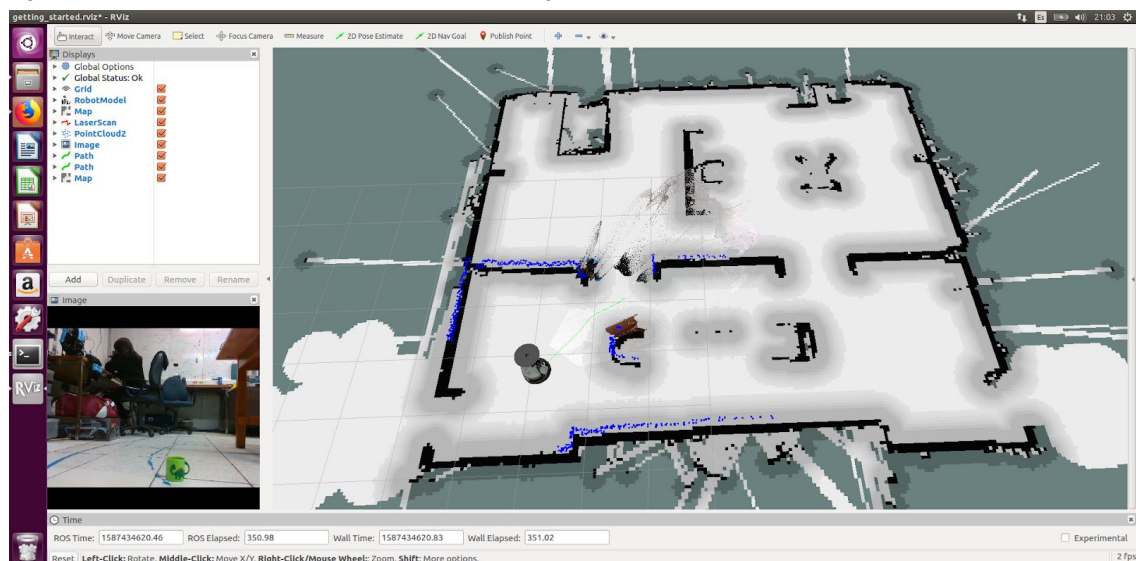 getting_started.rviz* - RViz
Es
21:03
Interact
Move Camera
Select
Focus Camera
Measure
2D Pose Estimate
2D Nav Goal
Publish Point
Displays
Global Options
Global Status: Ok
Grid
RobotModel
Map
LaserScan
PointCloud2
Image
Path
Path
Map
Add
Duplicate
Remove
Rename
Image
RViz
Time
ROS Time: 1587434620.46
ROS Elapsed: 350.98
Wall Time: 1587434620.83
Wall Elapsed: 351.02
Experimental
Reset
Left-Click: Rotate. Middle-Click: Move X/Y. Right-Click/Mouse Wheel:: Zoom. Shift: More options.
2 fps